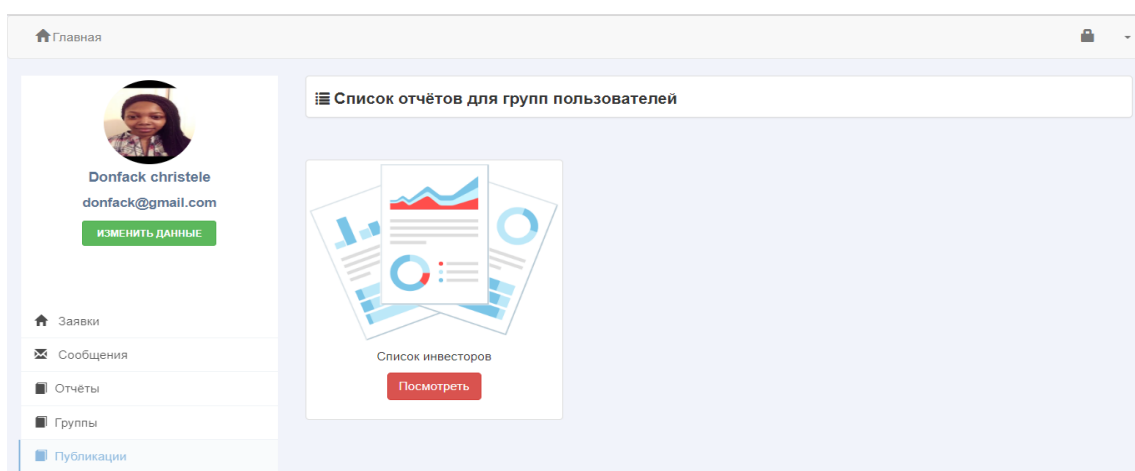 Главная
Donfack christele
donfack@gmail.com
ИЗМЕНИТЬ ДАННЫЕ
Заявки
Сообщения
Отчёты
Группы
Публикации
Список отчётов для групп пользователей
Список инвесторов
Посмотреть